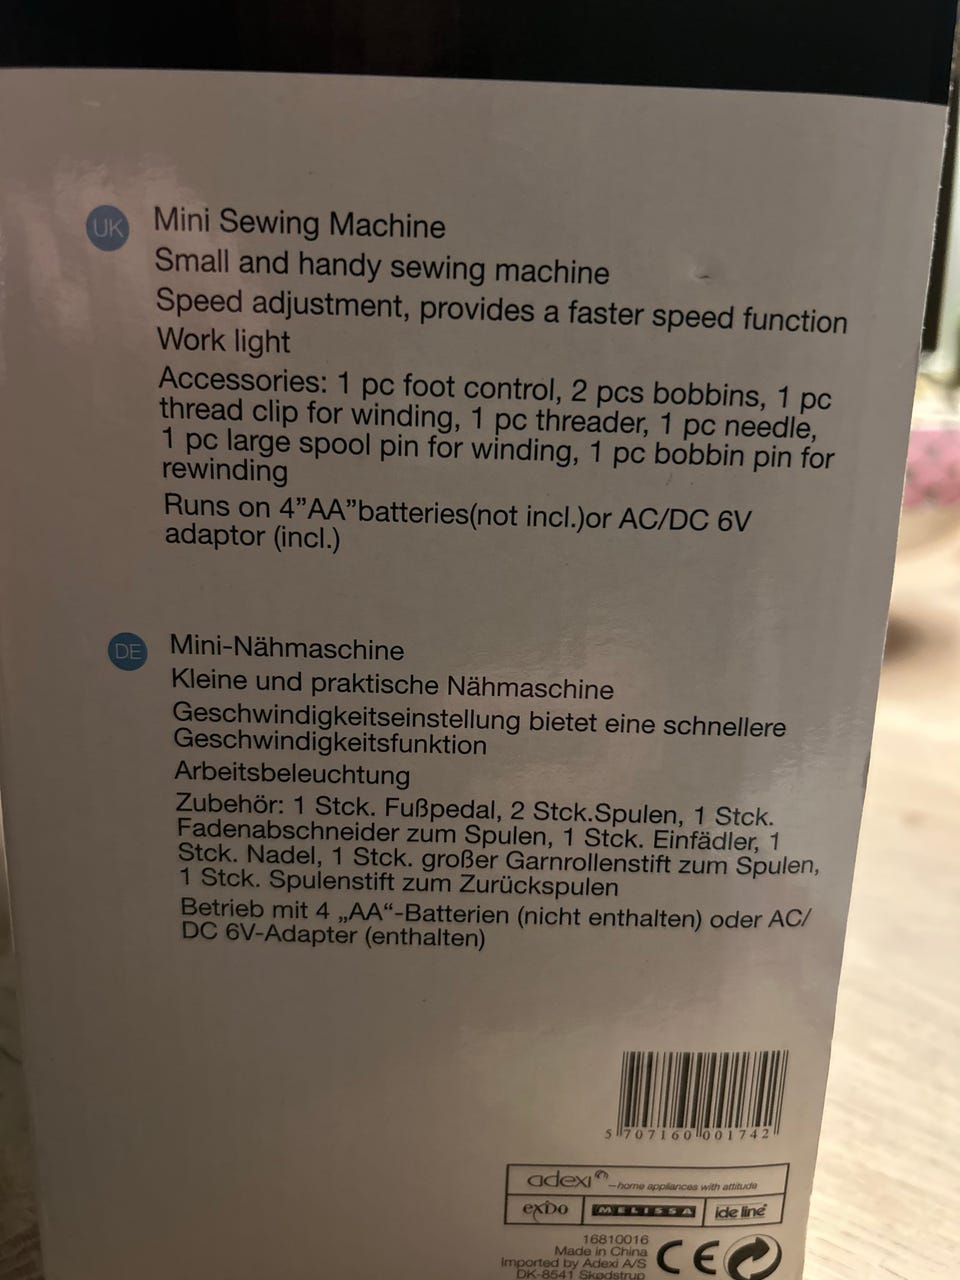 UK Mini Sewing Machine
Small and handy sewing machine
Speed adjustment, provides a faster speed function
Work light
Accessories: 1 pc foot control, 2 pcs bobbins, 1 pc
thread clip for winding, 1 pc threader, 1 pc needle,
1 pc large spool pin for winding, 1 pc bobbin pin for
rewinding
Runs on 4”AA”batteries(not incl.)or AC/DC 6V
adaptor (incl.)
DE Mini-Nähmaschine
Kleine und praktische Nähmaschine
Geschwindigkeitseinstellung bietet eine schnellere
Geschwindigkeitsfunktion
Arbeitsbeleuchtung
Zubehör: 1 Stck. Fußpedal, 2 Stck.Spulen, 1 Stck.
Fadenabschneider zum Spulen, 1 Stck. Einfädler, 1
Stck. Nadel, 1 Stck. großer Garnrollenstift zum Spulen,
1 Stck. Spulenstift zum Zurückspulen
Betrieb mit 4 „AA“-Batterien (nicht enthalten) oder AC/
DC 6V-Adapter (enthalten)
5 707160 001742
adexi –home appliances with attitude
exDo MELISSA ide line
16810016
Made in China
Imported by Adexi A/S
DK-8541 Skødstrup
CE